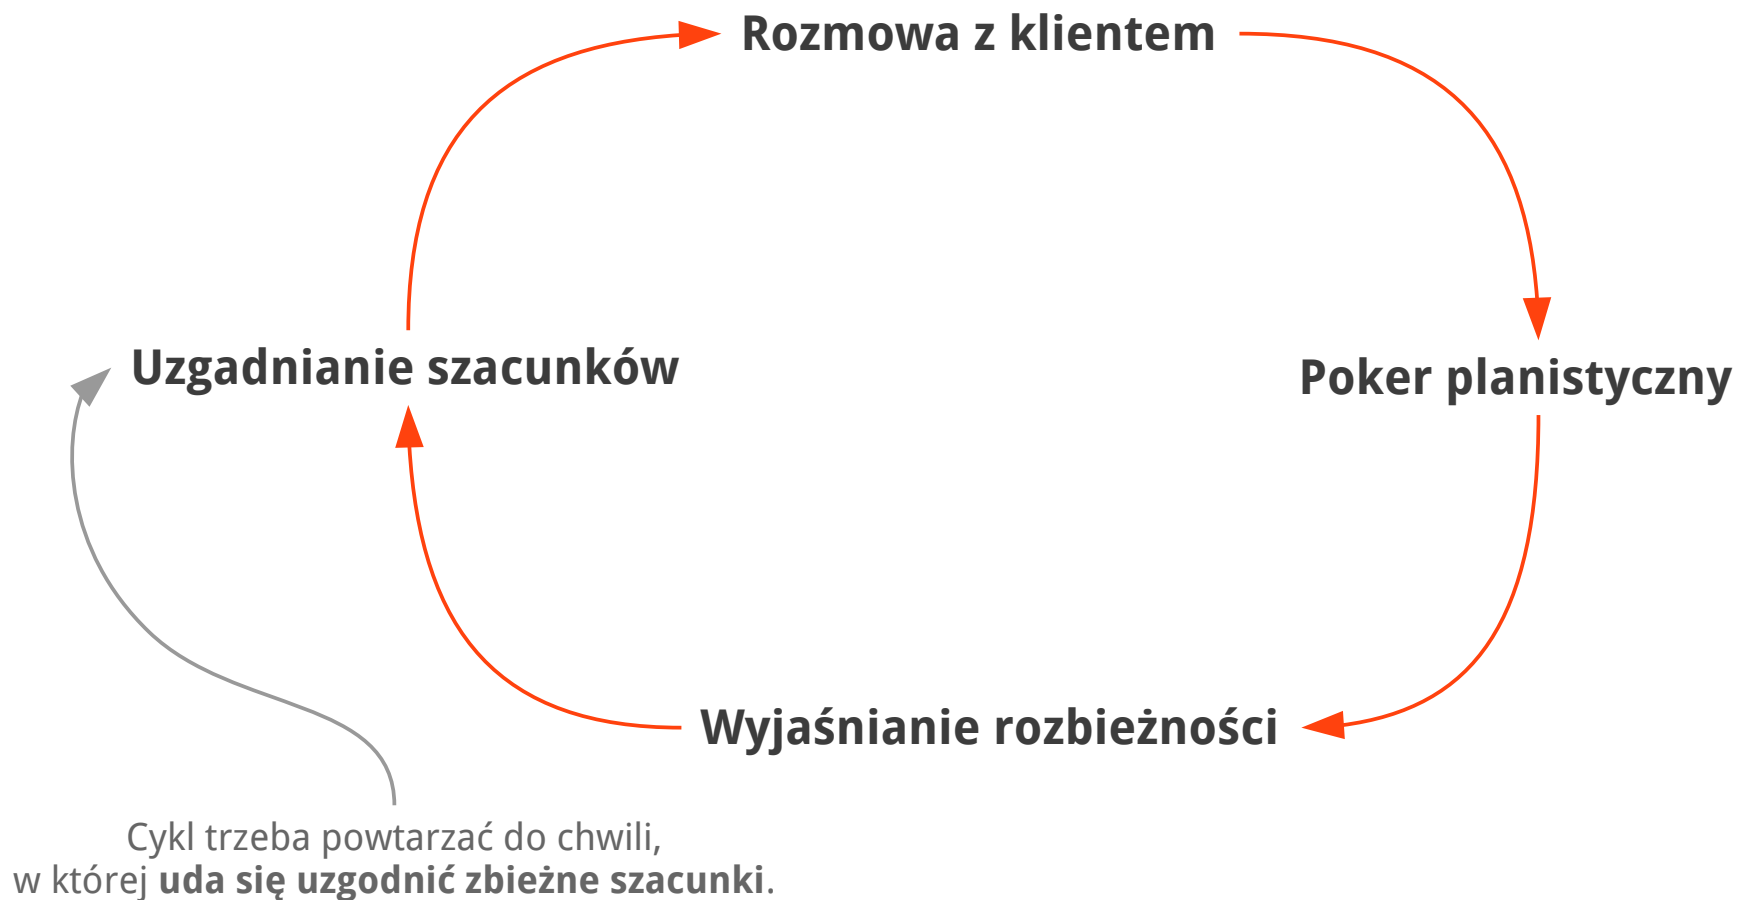 Rozmowa z klientem
Uzgadnianie szacunków
Poker planistyczny
Wyjaśnianie rozbieżności
Cykl trzeba powtarzać do chwili,
w której uda się uzgodnić zbieżne szacunki.